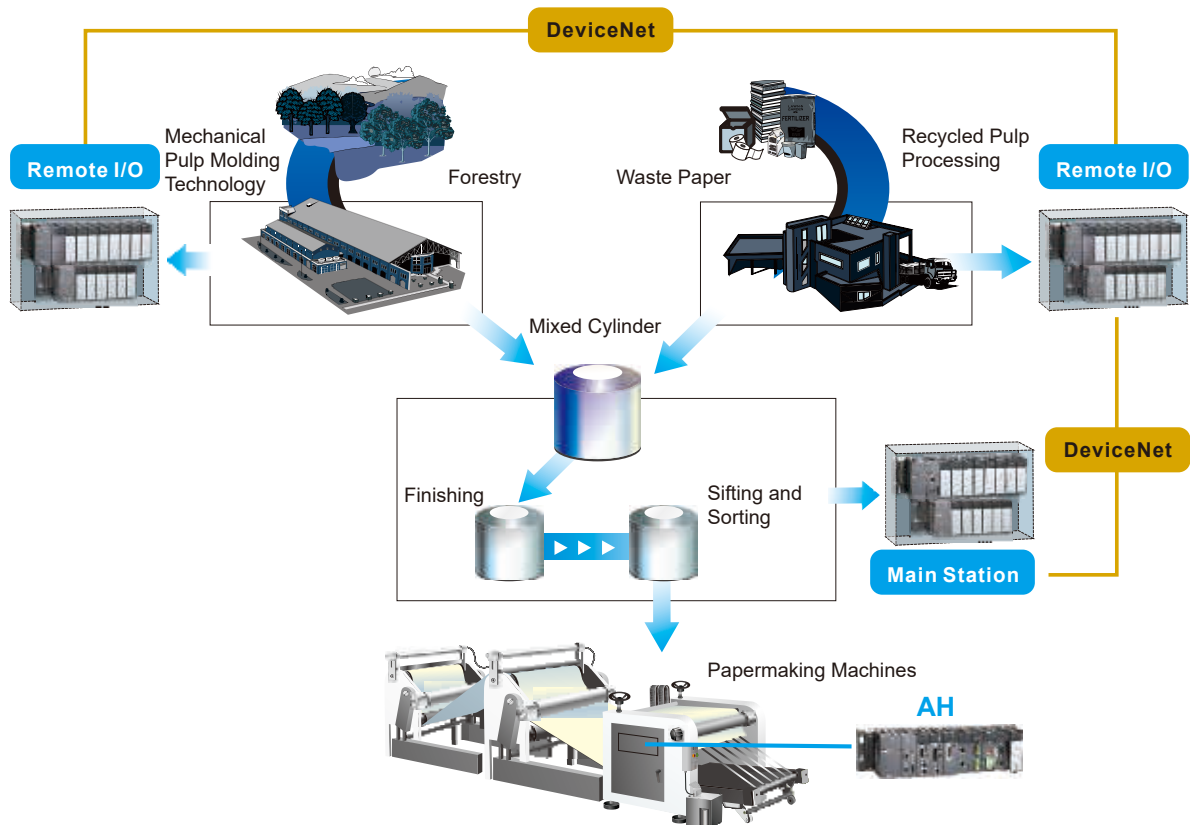 DeviceNet
Mechanical
Pulp Molding
Technology
Remote I/O
Forestry
Waste Paper
FERTILIZER
Recycled Pulp
Processing
Remote I/O
Mixed Cylinder
DeviceNet
Finishing
Sifting and
Sorting
Main Station
Papermaking Machines
AH